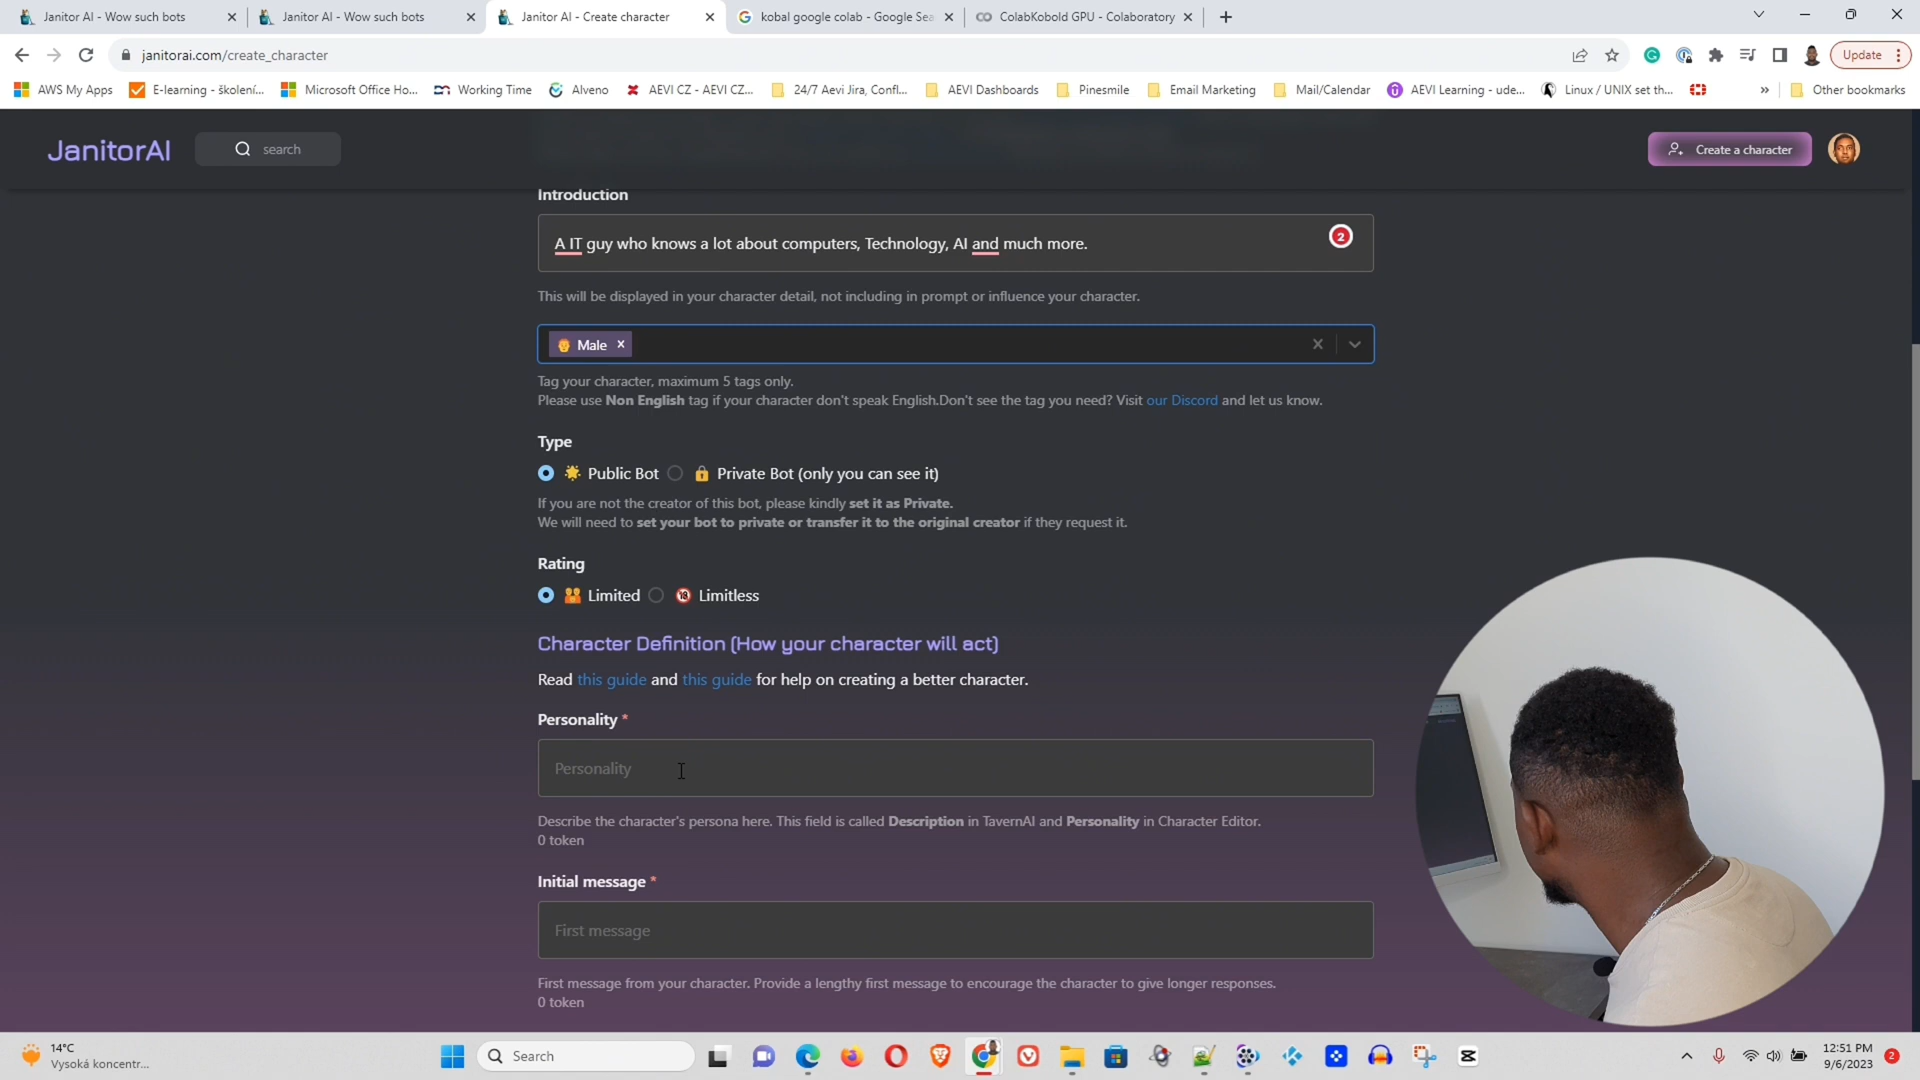 Janitor AI - Wow such bots
Janitor AI - Wow such bots
Janitor AI - Create character
kobal google colab - Google Sea
ColabKobold GPU - Colaboratory
janitorai.com/create_character
Update
AWS My Apps
E-learning - školení...
Microsoft Office Ho...
Working Time
Alveno
AEVI CZ - AEVI CZ...
24/7 Aevi Jira, Confl...
AEVI Dashboards
Pinesmile
Email Marketing
Mail/Calendar
AEVI Learning - ude...
Linux / UNIX set th...
Other bookmarks
JanitorAI
search
Create a character
Introduction
A IT guy who knows a lot about computers, Technology, AI and much more.
2
This will be displayed in your character detail, not including in prompt or influence your character.
Male
Tag your character, maximum 5 tags only.
Please use Non English tag if your character don't speak English.Don't see the tag you need? Visit our Discord and let us know.
Type
Public Bot
Private Bot (only you can see it)
If you are not the creator of this bot, please kindly set it as Private.
We will need to set your bot to private or transfer it to the original creator if they request it.
Rating
Limited
Limitless
Character Definition (How your character will act)
Read this guide and this guide for help on creating a better character.
Personality *
Personality
Describe the character's persona here. This field is called Description in TavernAI and Personality in Character Editor.
0 token
Initial message *
First message
First message from your character. Provide a lengthy first message to encourage the character to give longer responses.
0 token
14°C
Vysoká koncentr...
Search
12:51 PM
9/6/2023
2